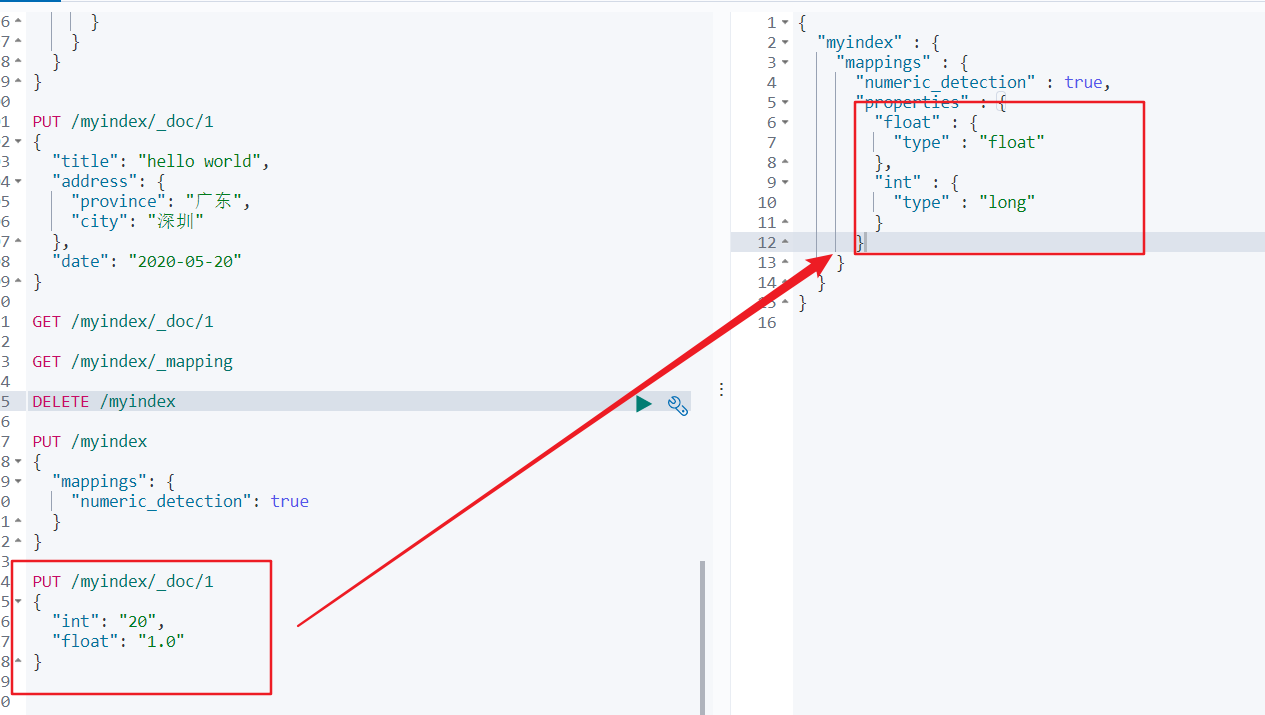 6 }
7 }
8 }
9 }
0
1 PUT /myindex/_doc/1
2 {
3 "title": "hello world",
4 "address": {
5 "province": "广东",
6 "city": "深圳"
7 },
8 "date": "2020-05-20"
9 }
0
1 GET /myindex/_doc/1
2
3 GET /myindex/_mapping
4
5 DELETE /myindex
6
7 PUT /myindex
8 {
9 "mappings": {
0 "numeric_detection": true
1 }
2 }
3
4 PUT /myindex/_doc/1
5 {
6 "int": "20",
7 "float": "1.0"
8 }
9
0
1 {
2 "myindex" : {
3 "mappings" : {
4 "numeric_detection" : true,
5 "properties" : {
6 "float" : {
7 "type" : "float"
8 },
9 "int" : {
10 "type" : "long"
11 }
12 }
13 }
14 }
15 }
16